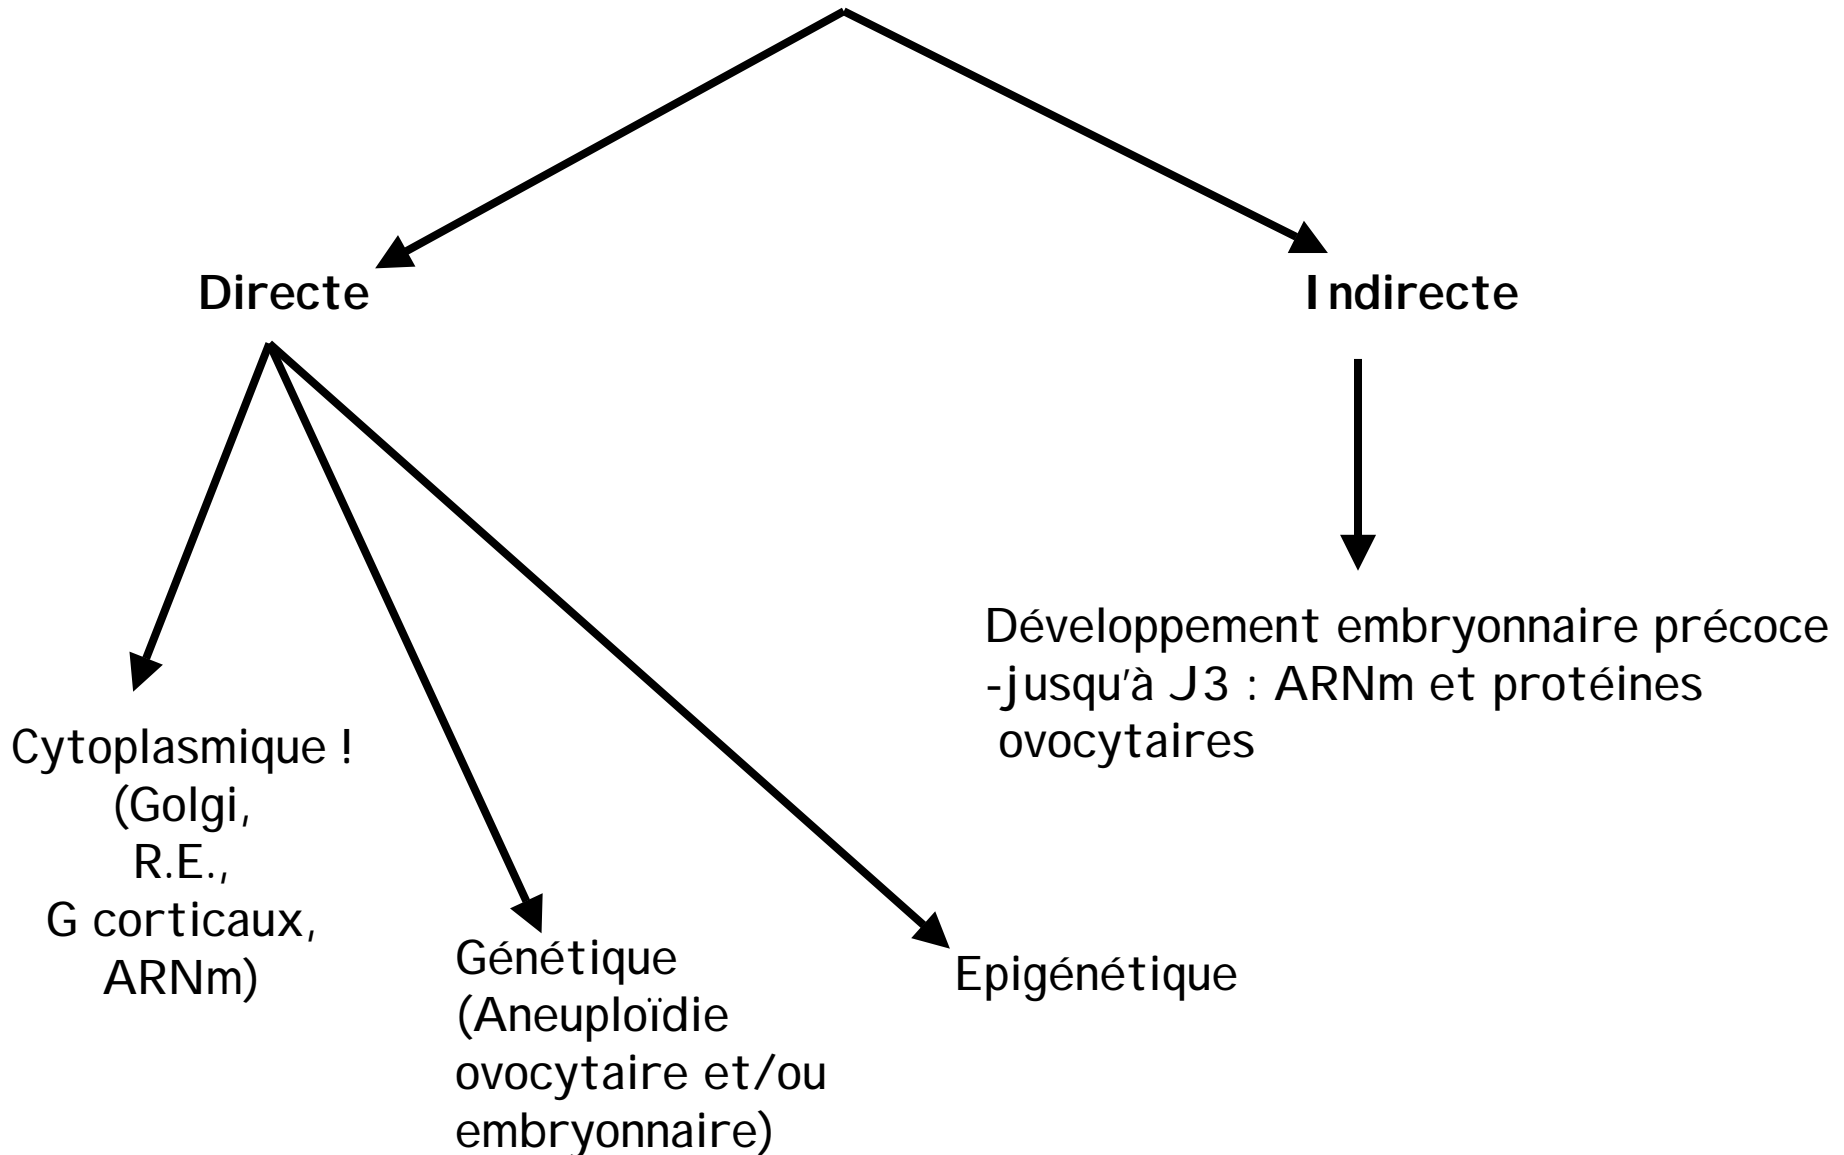 Directe
Indirecte
Développement embryonnaire précoce
-jusqu'à J3 : ARNm et protéines
ovocytaires
Cytoplasmique !
(Golgi,
R.E.,
G corticaux,
ARNm)
Génétique
(Aneuploïdie
ovocytaire et/ou
embryonnaire)
Epigénétique